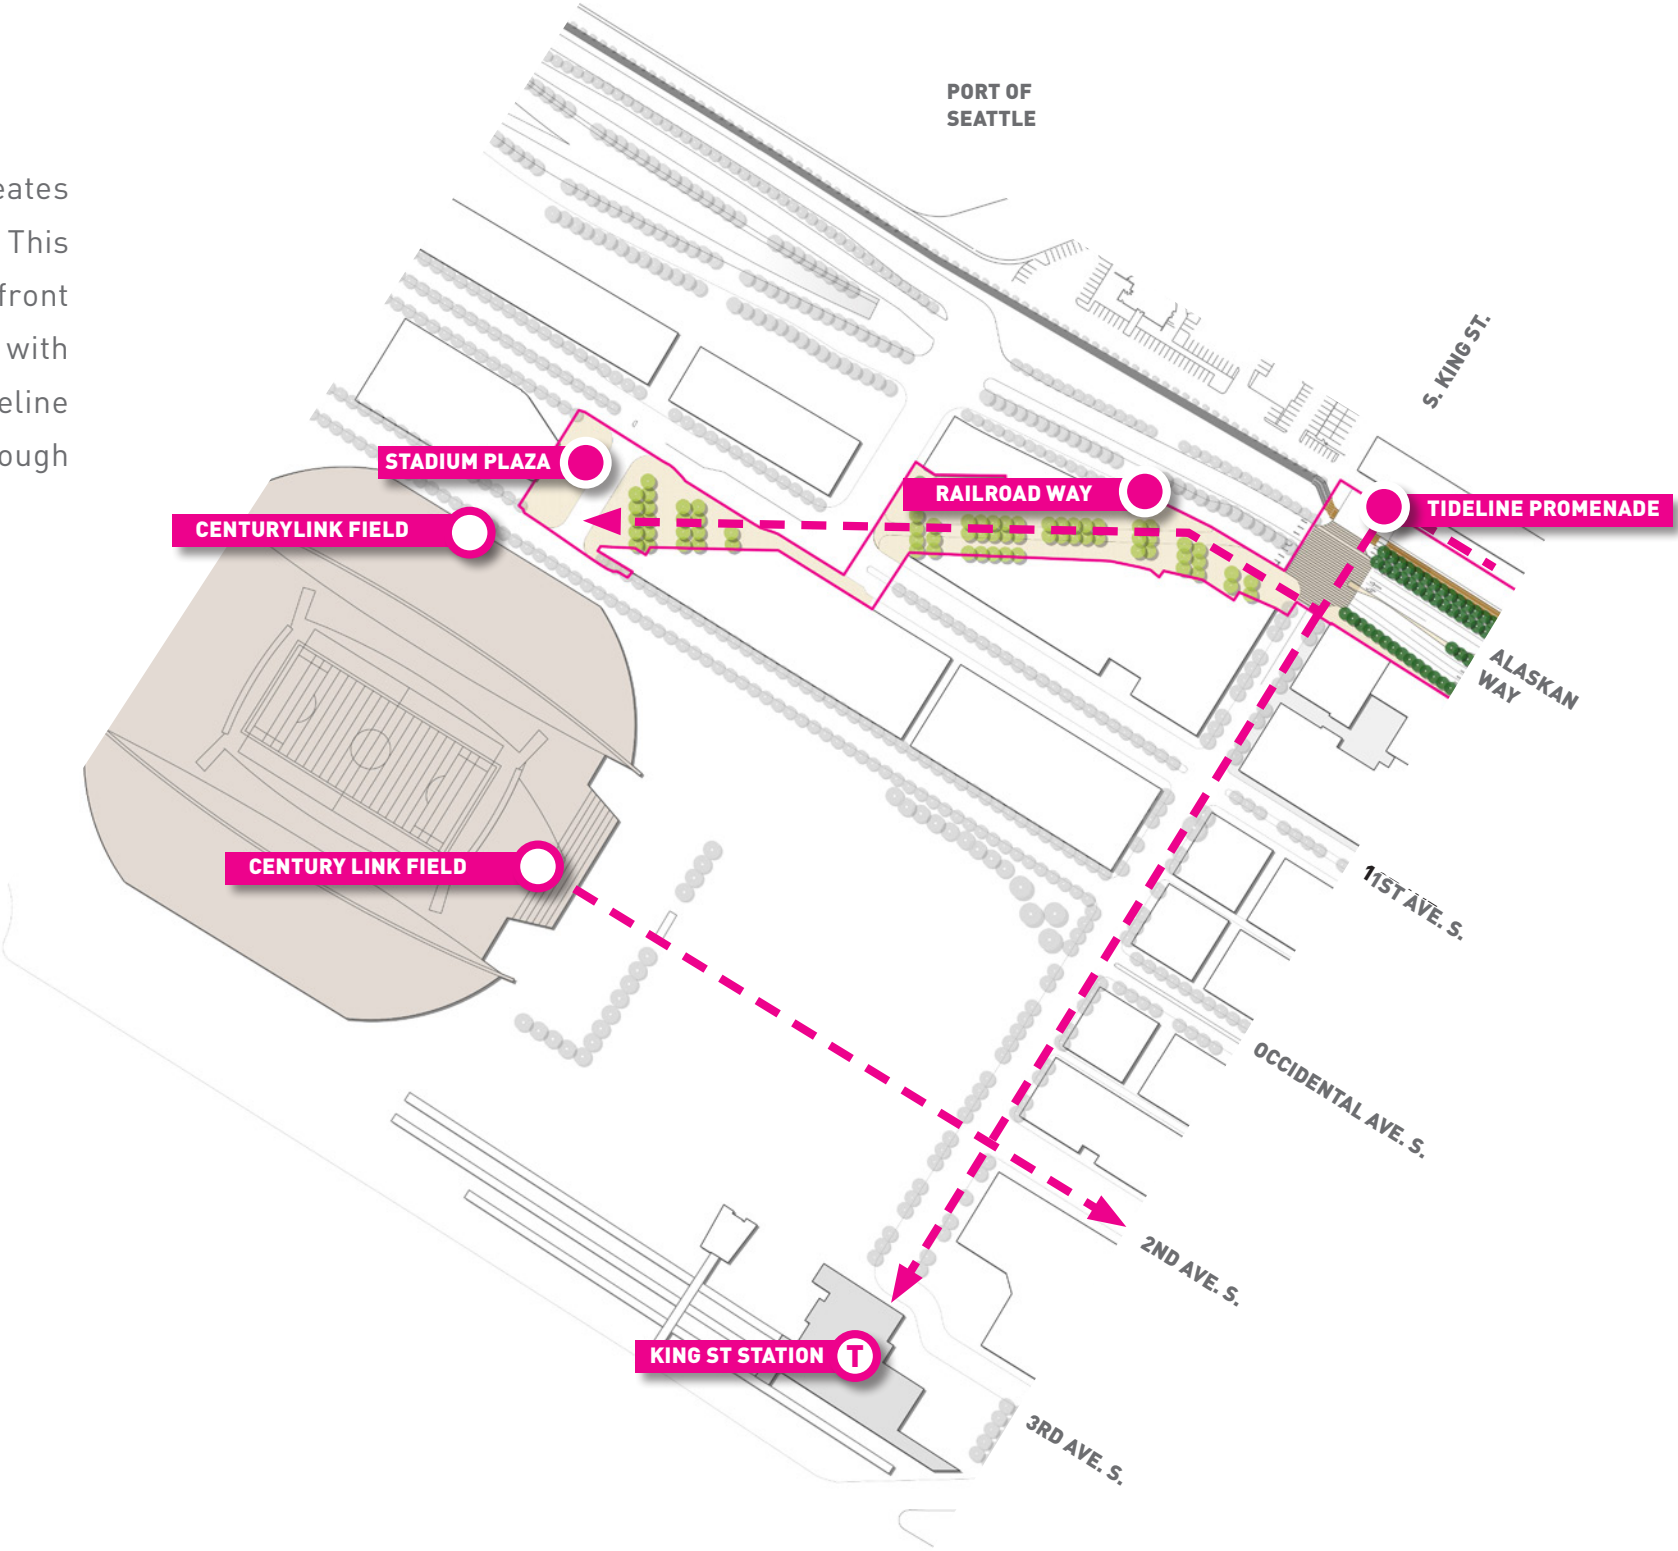 eates
This
front
with
eline
ough
PORT OF
SEATTLE
S. KING ST.
STADIUM PLAZA
RAILROAD WAY
TIDELINE PROMENADE
CENTURYLINK FIELD
ALASKAN
WAY
CENTURY LINK FIELD
1ST AVE. S.
OCCIDENTAL AVE. S.
2ND AVE. S.
KING ST STATION T
3RD AVE. S.